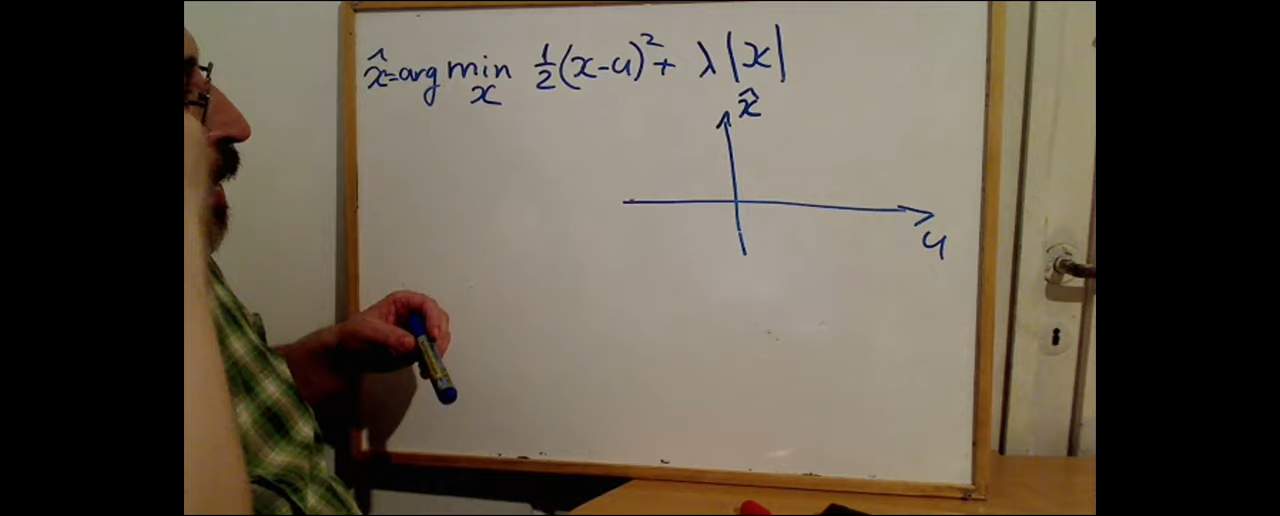 x̂=arg min ½(x-u)²+ λ|x|
x
x̂
u